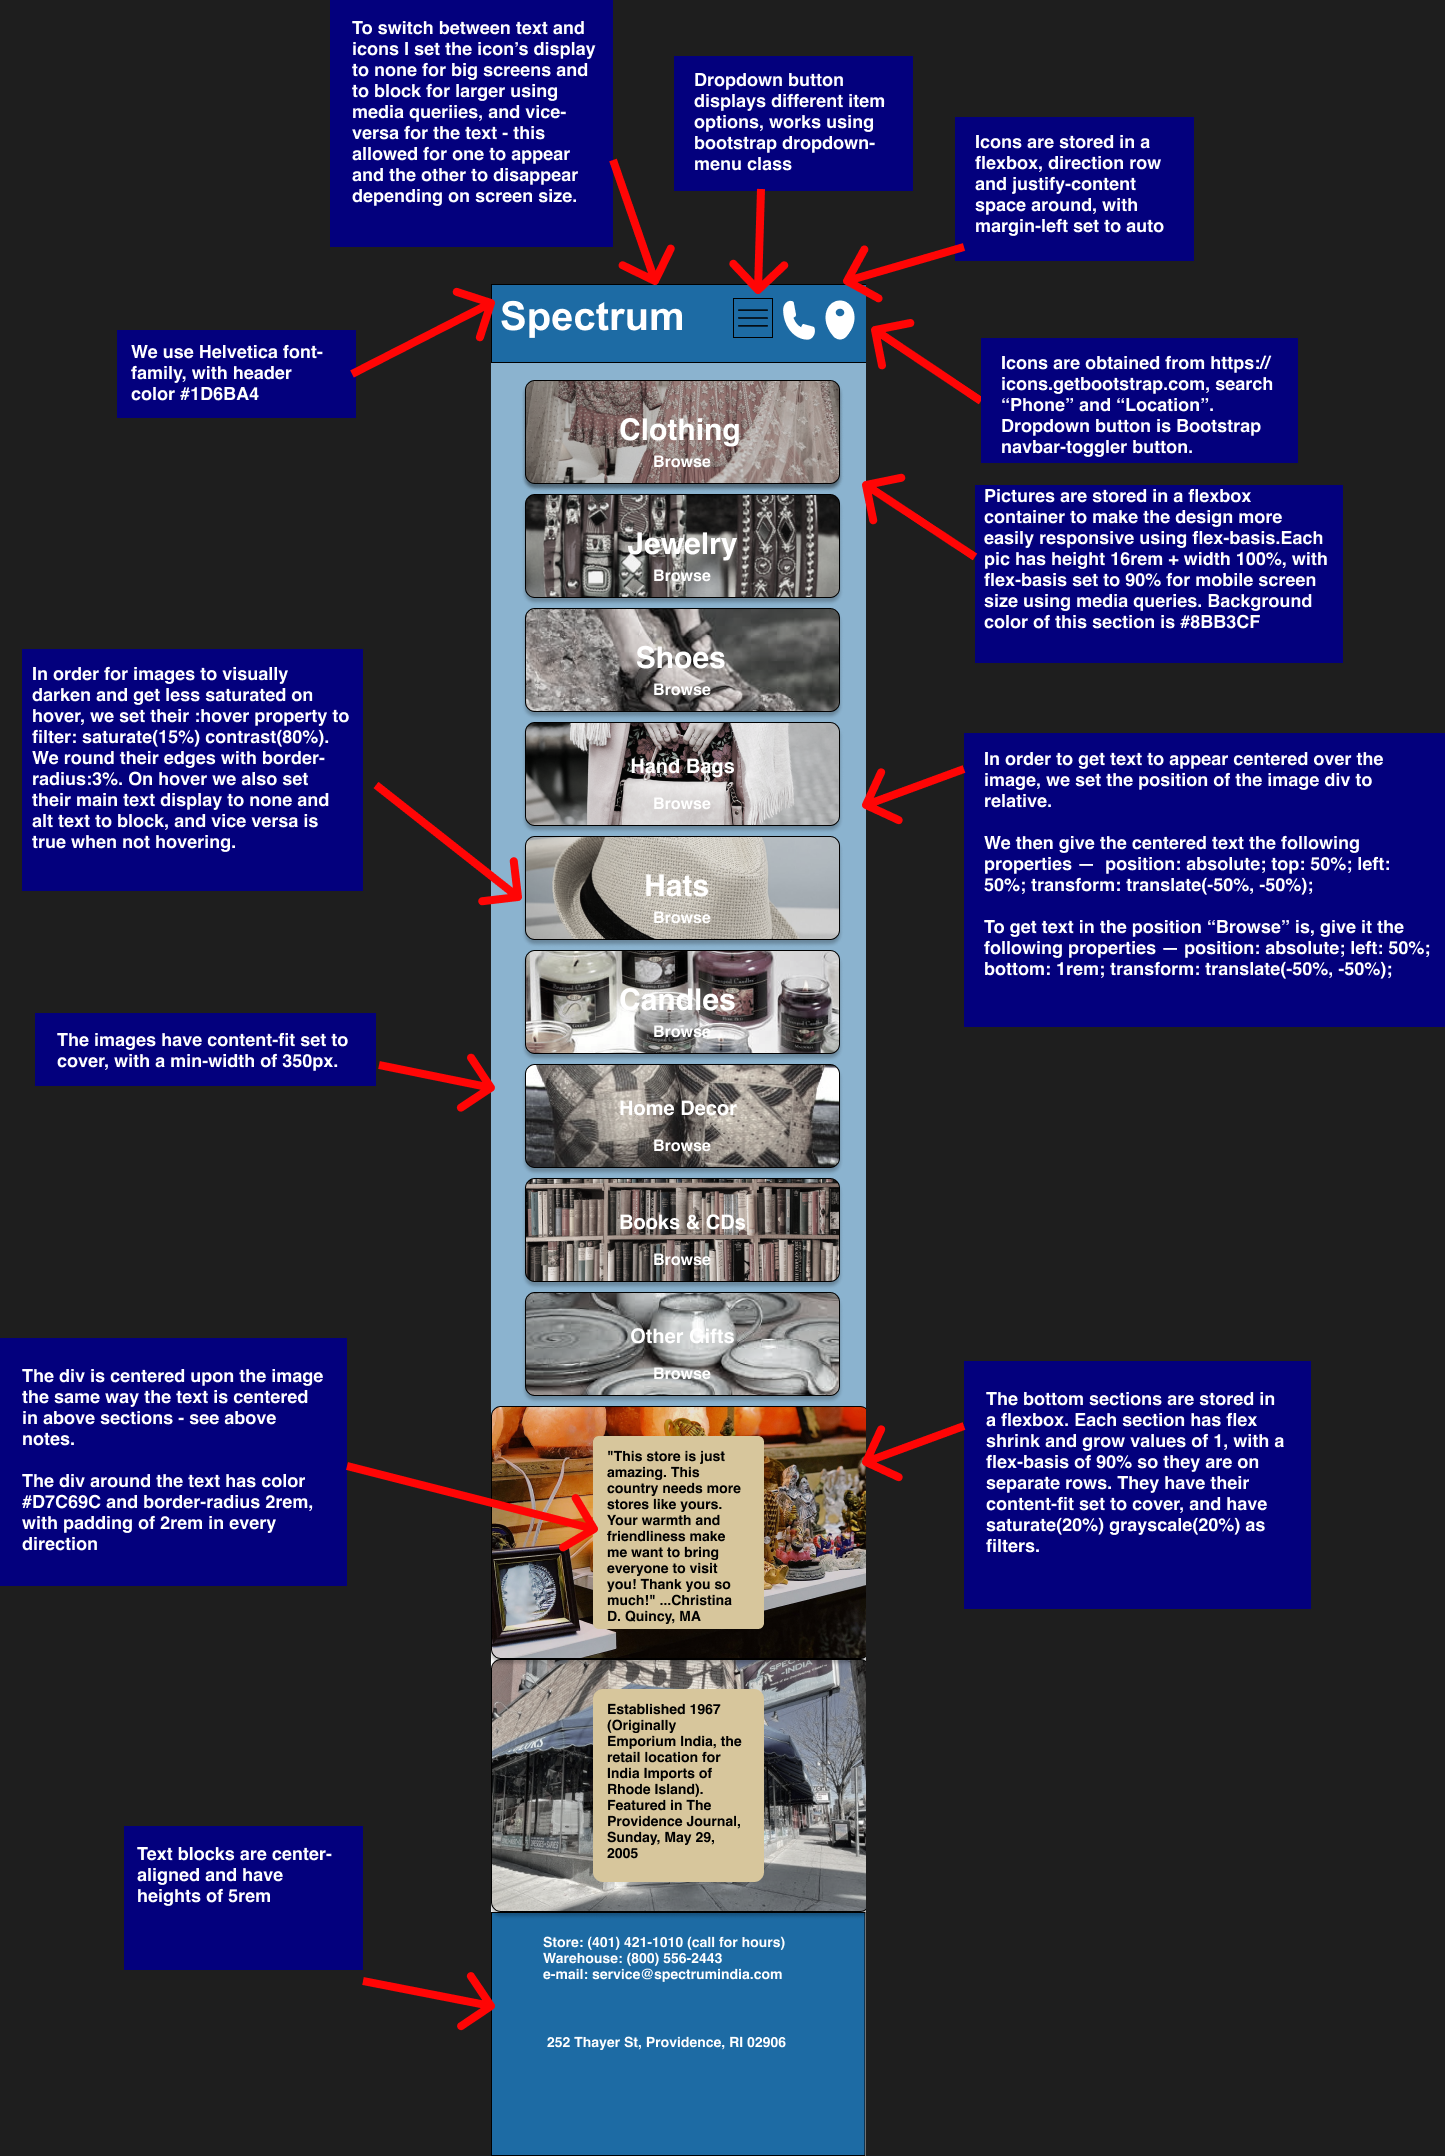 To switch between text and
icons I set the icon's display
to none for big screens and
to block for larger using
media queriies, and vice-
versa for the text - this
allowed for one to appear
and the other to disappear
depending on screen size.
Dropdown button
displays different item
options, works using
bootstrap dropdown-
menu class
Icons are stored in a
flexbox, direction row
and justify-content
space around, with
margin-left set to auto
Spectrum
We use Helvetica font-
family, with header
color #1D6BA4
Icons are obtained from https://
icons.getbootstrap.com, search
“Phone” and “Location”.
Dropdown button is Bootstrap
navbar-toggler button.
Clothing
Browse
Pictures are stored in a flexbox
container to make the design more
easily responsive using flex-basis.Each
pic has height 16rem + width 100%, with
flex-basis set to 90% for mobile screen
size using media queries. Background
color of this section is #8BB3CF
Jewelry
Browse
Shoes
Browse
In order for images to visually
darken and get less saturated on
hover, we set their :hover property to
filter: saturate(15%) contrast(80%).
We round their edges with border-
radius:3%. On hover we also set
their main text display to none and
alt text to block, and vice versa is
true when not hovering.
Hand Bags
Browse
In order to get text to appear centered over the
image, we set the position of the image div to
relative.
We then give the centered text the following
properties — position: absolute; top: 50%; left:
50%; transform: translate(-50%, -50%);
To get text in the position “Browse” is, give it the
following properties — position: absolute; left: 50%;
bottom: 1rem; transform: translate(-50%, -50%);
Hats
Browse
Candles
Browse
The images have content-fit set to
cover, with a min-width of 350px.
Home Decor
Browse
Books & CDs
Browse
Other Gifts
Browse
The div is centered upon the image
the same way the text is centered
in above sections - see above
notes.
The div around the text has color
#D7C69C and border-radius 2rem,
with padding of 2rem in every
direction
The bottom sections are stored in
a flexbox. Each section has flex
shrink and grow values of 1, with a
flex-basis of 90% so they are on
separate rows. They have their
content-fit set to cover, and have
saturate(20%) grayscale(20%) as
filters.
"This store is just
amazing. This
country needs more
stores like yours.
Your warmth and
friendliness make
me want to bring
everyone to visit
you! Thank you so
much!" ...Christina
D. Quincy, MA
Established 1967
(Originally
Emporium India, the
retail location for
India Imports of
Rhode Island).
Featured in The
Providence Journal,
Sunday, May 29,
2005
Text blocks are center-
aligned and have
heights of 5rem
Store: (401) 421-1010 (call for hours)
Warehouse: (800) 556-2443
e-mail: service@spectrumindia.com
252 Thayer St, Providence, RI 02906